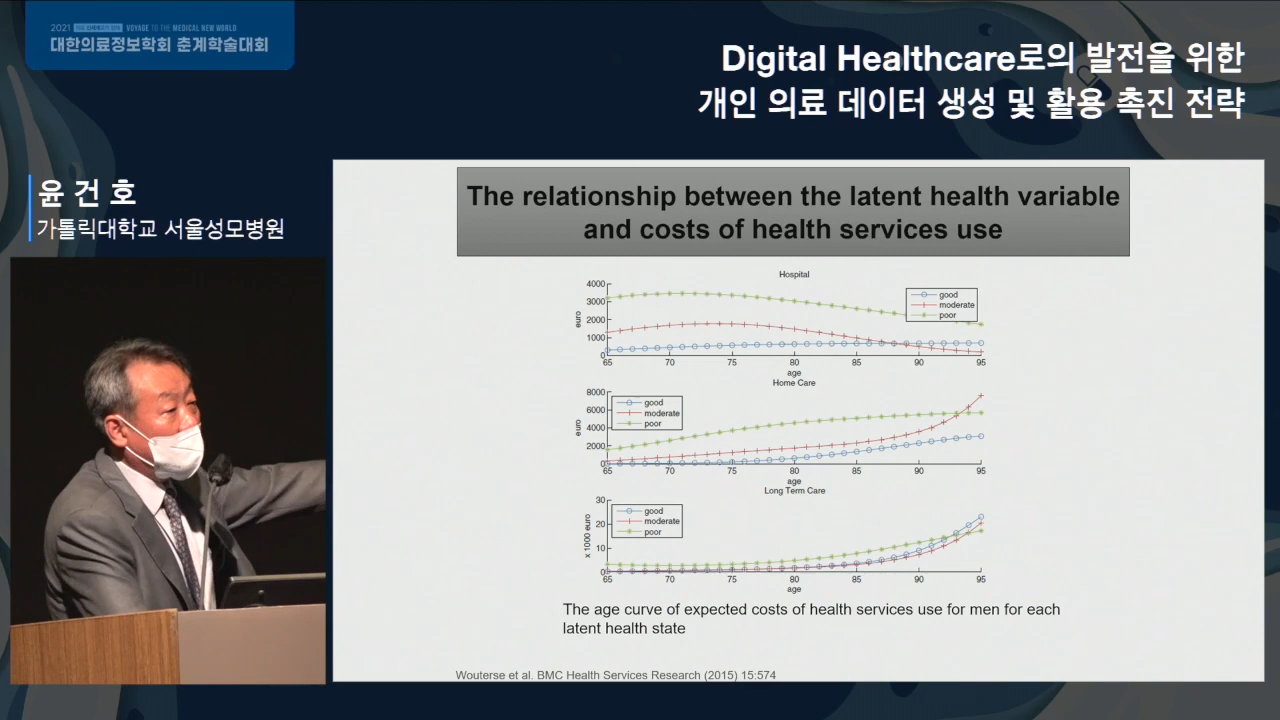 2021 VOYAGE TO THE MEDICAL NEW WORLD
대한의료정보학회 춘계학술대회
Digital Healthcare로의 발전을 위한
개인 의료 데이터 생성 및 활용 촉진 전략
윤 건 호
가톨릭대학교 서울성모병원
The relationship between the latent health variable
and costs of health services use
Hospital
4000
3000
2000
1000
0
euro
good
moderate
poor
65 70 75 80 85 90 95
age
Home Care
8000
6000
4000
2000
0
euro
good
moderate
poor
65 70 75 80 85 90 95
age
Long Term Care
30
20
10
0
x 1000 euro
good
moderate
poor
65 70 75 80 85 90 95
age
The age curve of expected costs of health services use for men for each
latent health state
Wouterse et al. BMC Health Services Research (2015) 15:574